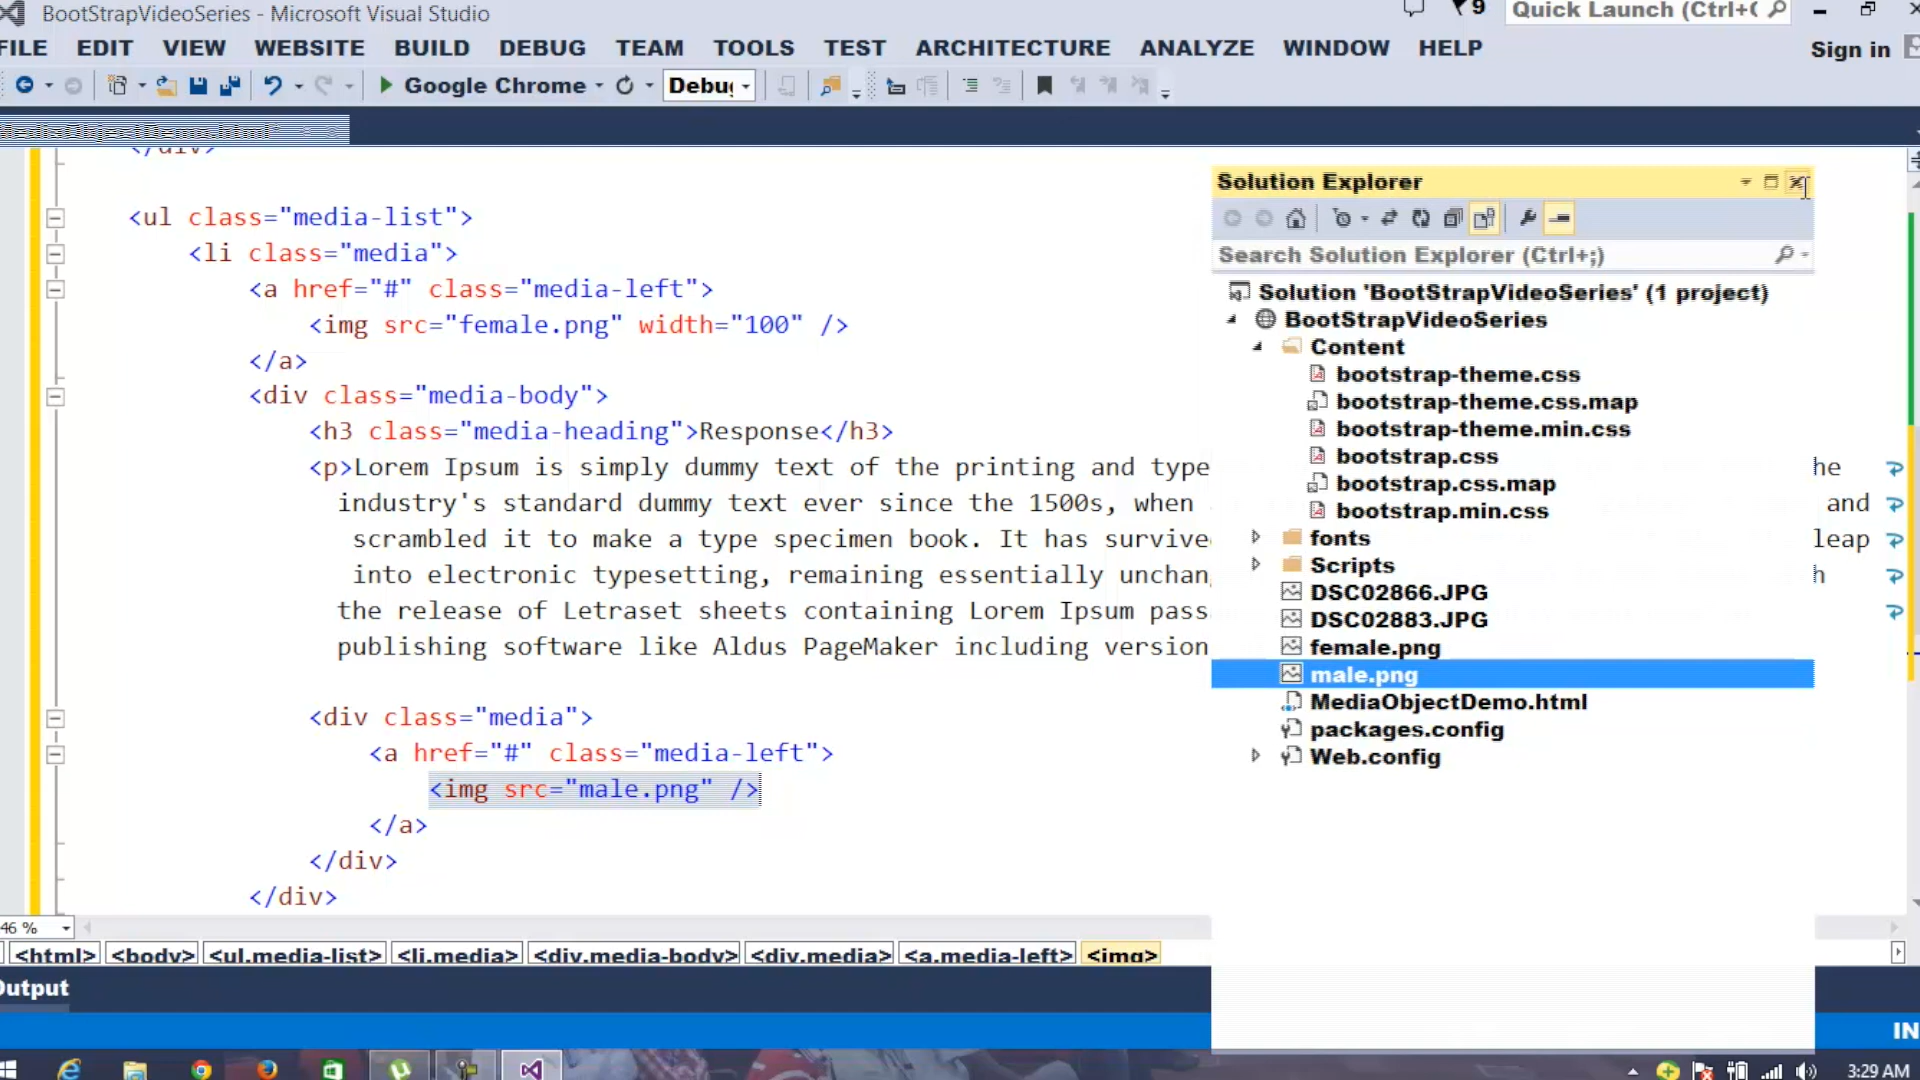 BootStrapVideoSeries - Microsoft Visual Studio
9
Quick Launch (Ctrl+
FILE EDIT VIEW WEBSITE BUILD DEBUG TEAM TOOLS TEST ARCHITECTURE ANALYZE WINDOW HELP
Sign in
Google Chrome
MediaObjectDemo.html*
</div>
<ul class="media-list">
<li class="media">
<a href="#" class="media-left">
<img src="female.png" width="100" />
</a>
<div class="media-body">
<h3 class="media-heading">Response</h3>
<p>Lorem Ipsum is simply dummy text of the printing and type he
industry's standard dummy text ever since the 1500s, when and
scrambled it to make a type specimen book. It has survive leap
into electronic typesetting, remaining essentially unchan h
the release of Letraset sheets containing Lorem Ipsum pass
publishing software like Aldus PageMaker including version
<div class="media">
<a href="#" class="media-left">
<img src="male.png" />
</a>
</div>
</div>
46 %
<html> <body> <ul.media-list> <li.media> <div.media-body> <div.media> <a.media-left> <img>
Output
Solution Explorer
Search Solution Explorer (Ctrl+;)
Solution 'BootStrapVideoSeries' (1 project)
BootStrapVideoSeries
Content
bootstrap-theme.css
bootstrap-theme.css.map
bootstrap-theme.min.css
bootstrap.css
bootstrap.css.map
bootstrap.min.css
fonts
Scripts
DSC02866.JPG
DSC02883.JPG
female.png
male.png
MediaObjectDemo.html
packages.config
Web.config
IN
3:29 AM